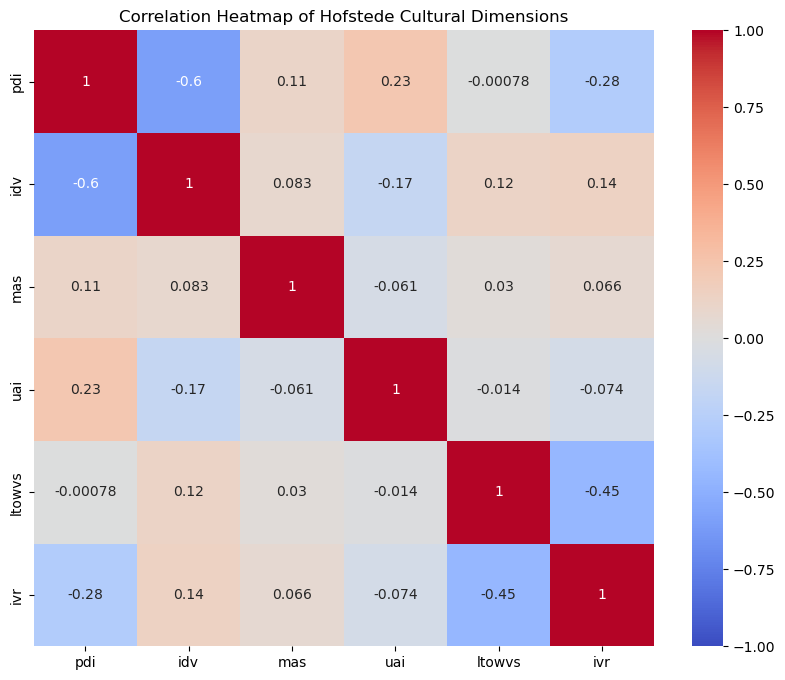 Correlation Heatmap of Hofstede Cultural Dimensions
pdi 1 -0.6 0.11 0.23 -0.00078 -0.28
idv -0.6 1 0.083 -0.17 0.12 0.14
mas 0.11 0.083 1 -0.061 0.03 0.066
uai 0.23 -0.17 -0.061 1 -0.014 -0.074
ltowvs -0.00078 0.12 0.03 -0.014 1 -0.45
ivr -0.28 0.14 0.066 -0.074 -0.45 1
pdi idv mas uai ltowvs ivr
1.00
0.75
0.50
0.25
0.00
−0.25
−0.50
−0.75
−1.00